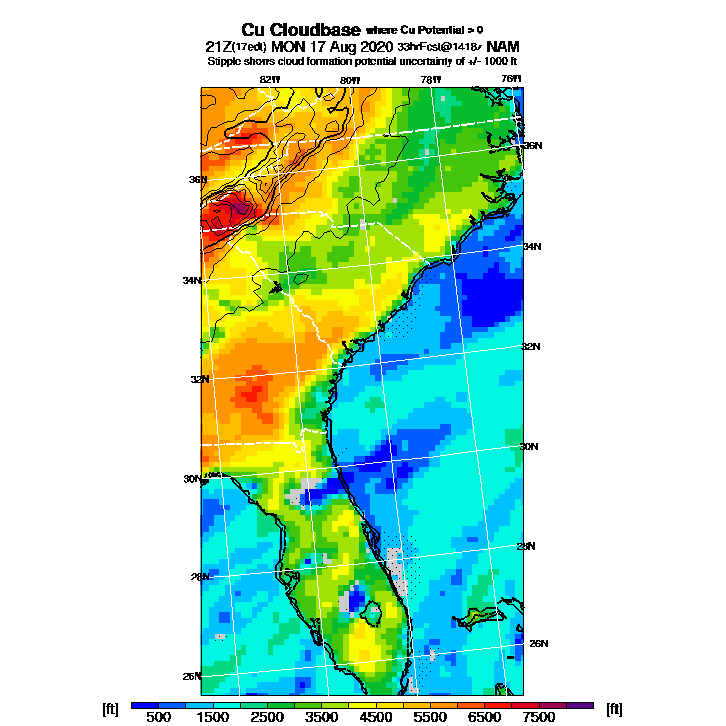 Cu Cloudbase where Cu Potential > 0
21Z(17edt) MON 17 Aug 2020 33hrFcst@1418z NAM
Stipple shows cloud formation potential uncertainty of +/- 1000 ft
82W 80W 78W 76W
36N 36N
34N 34N
32N 32N
30N 30N
28N 28N
26N 26N
[ft] 500 1500 2500 3500 4500 5500 6500 7500 [ft]